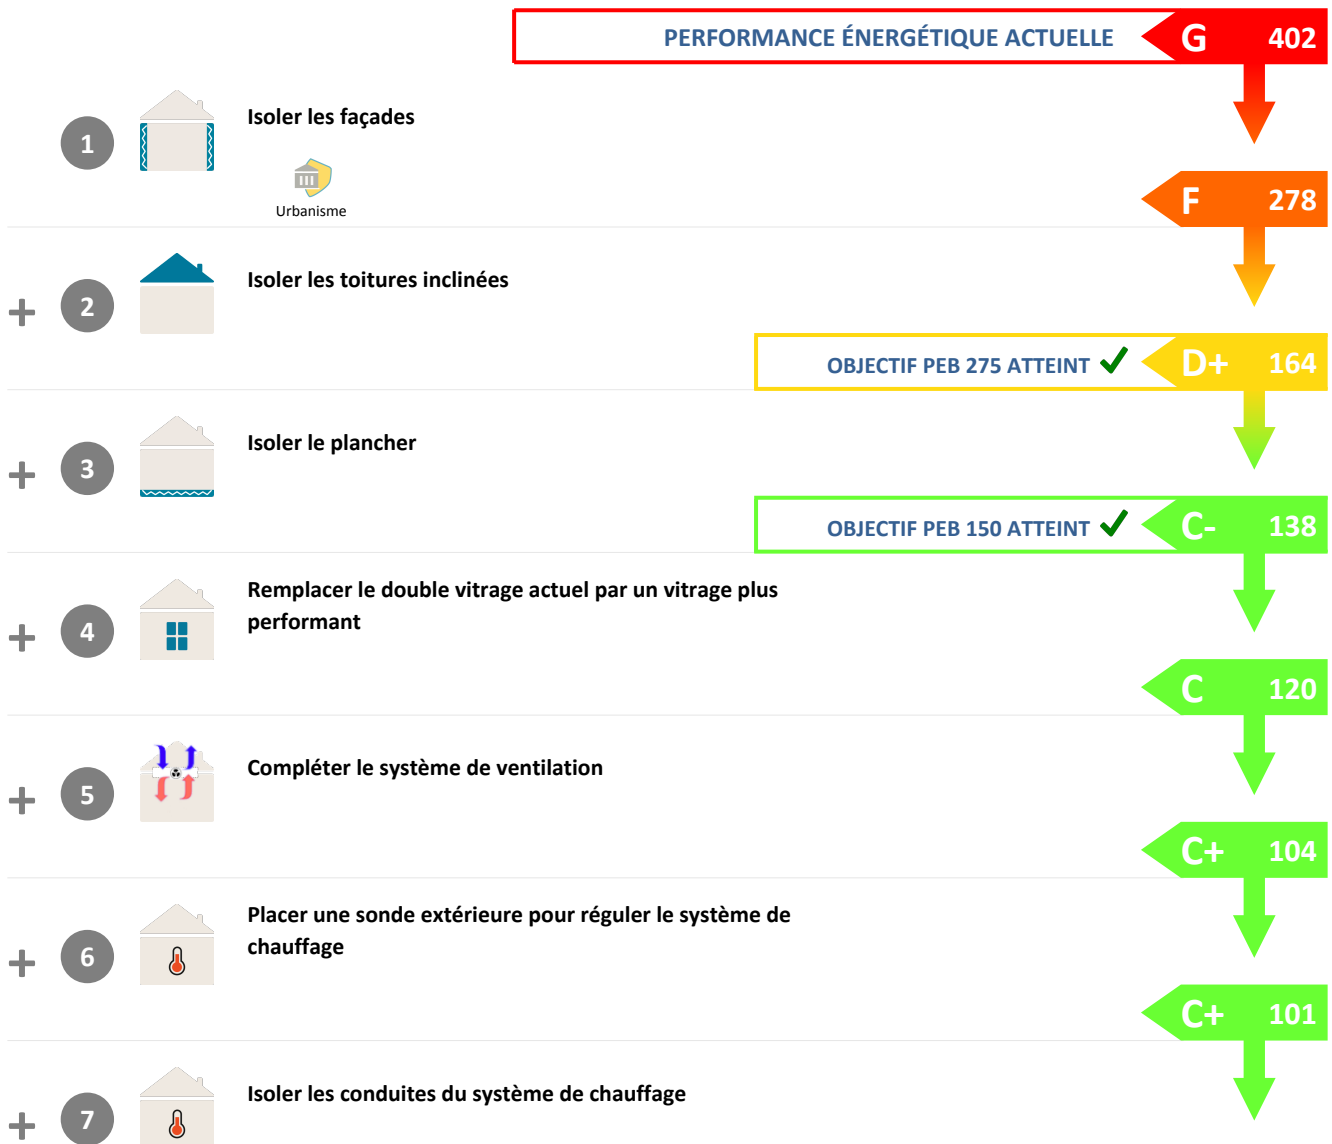 PERFORMANCE ÉNERGÉTIQUE ACTUELLE G 402
1 Isoler les façades
Urbanisme
F 278
+ 2 Isoler les toitures inclinées
OBJECTIF PEB 275 ATTEINT D+ 164
+ 3 Isoler le plancher
OBJECTIF PEB 150 ATTEINT C- 138
Remplacer le double vitrage actuel par un vitrage plus
+ 4 performant
C 120
+ 5 Compléter le système de ventilation
C+ 104
Placer une sonde extérieure pour réguler le système de
+ 6 chauffage
C+ 101
+ 7 Isoler les conduites du système de chauffage